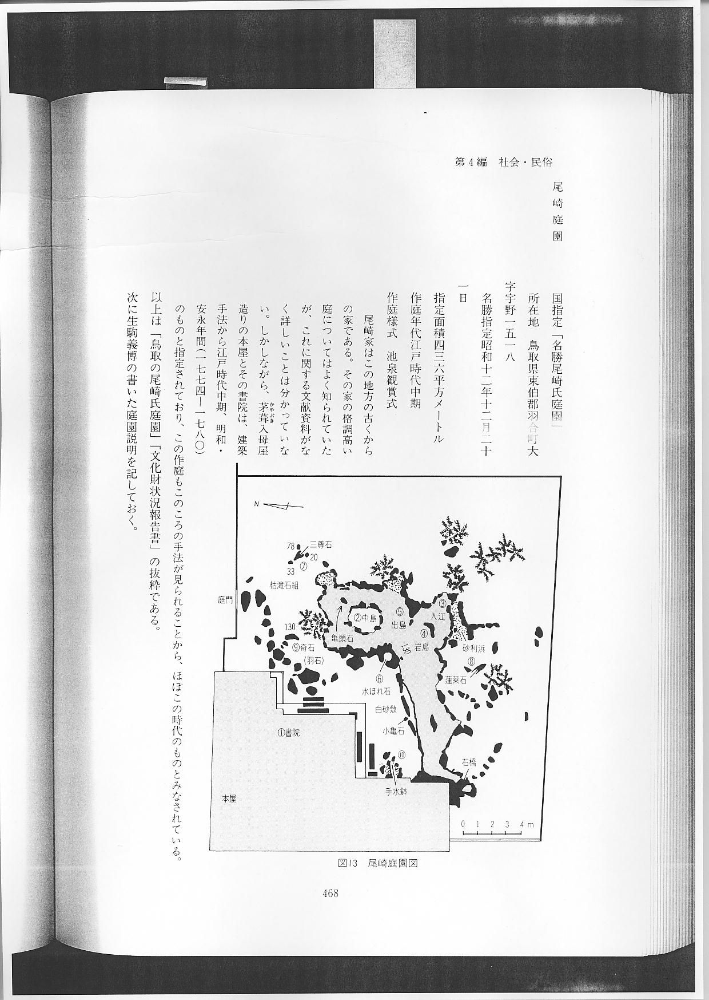 第4編　社会・民俗
尾崎庭園
国指定「名勝尾崎氏庭園」
所在地　鳥取県東伯郡羽合町大
字宇野一五一八
名勝指定昭和十二年十二月二十
一日
指定面積四三六平方メートル
作庭年代江戸時代中期
作庭様式　池泉観賞式
尾崎家はこの地方の古くから
の家である。その家の格調高い
庭についてはよく知られていた
が、これに関する文献資料がな
く詳しいことは分かっていな
い。しかしながら、茅葺入母屋
かやぶき
造りの本屋とその書院は、建築
手法から江戸時代中期、明和・
安永年間(一七七四―一七八〇)
のものと指定されており、この作庭もこのころの手法が見られることから、ほぼこの時代のものとみなされている。
以上は「鳥取の尾崎氏庭園」「文化財状況報告書」の抜粋である。
次に生駒義博の書いた庭園説明を記しておく。
N
78
三尊石
20
33
⑦
枯滝石組
庭門
130
⑨奇石
(羽石)
亀頭石
②中島
⑤
出島
③
入江
④
岩島
130
砂利浜
⑧
蓮萊石
⑥
水ほれ石
白砂敷
小亀石
①書院
⑩
手水鉢
石橋
本屋
0 1 2 3 4 m
図13　尾崎庭園図
468